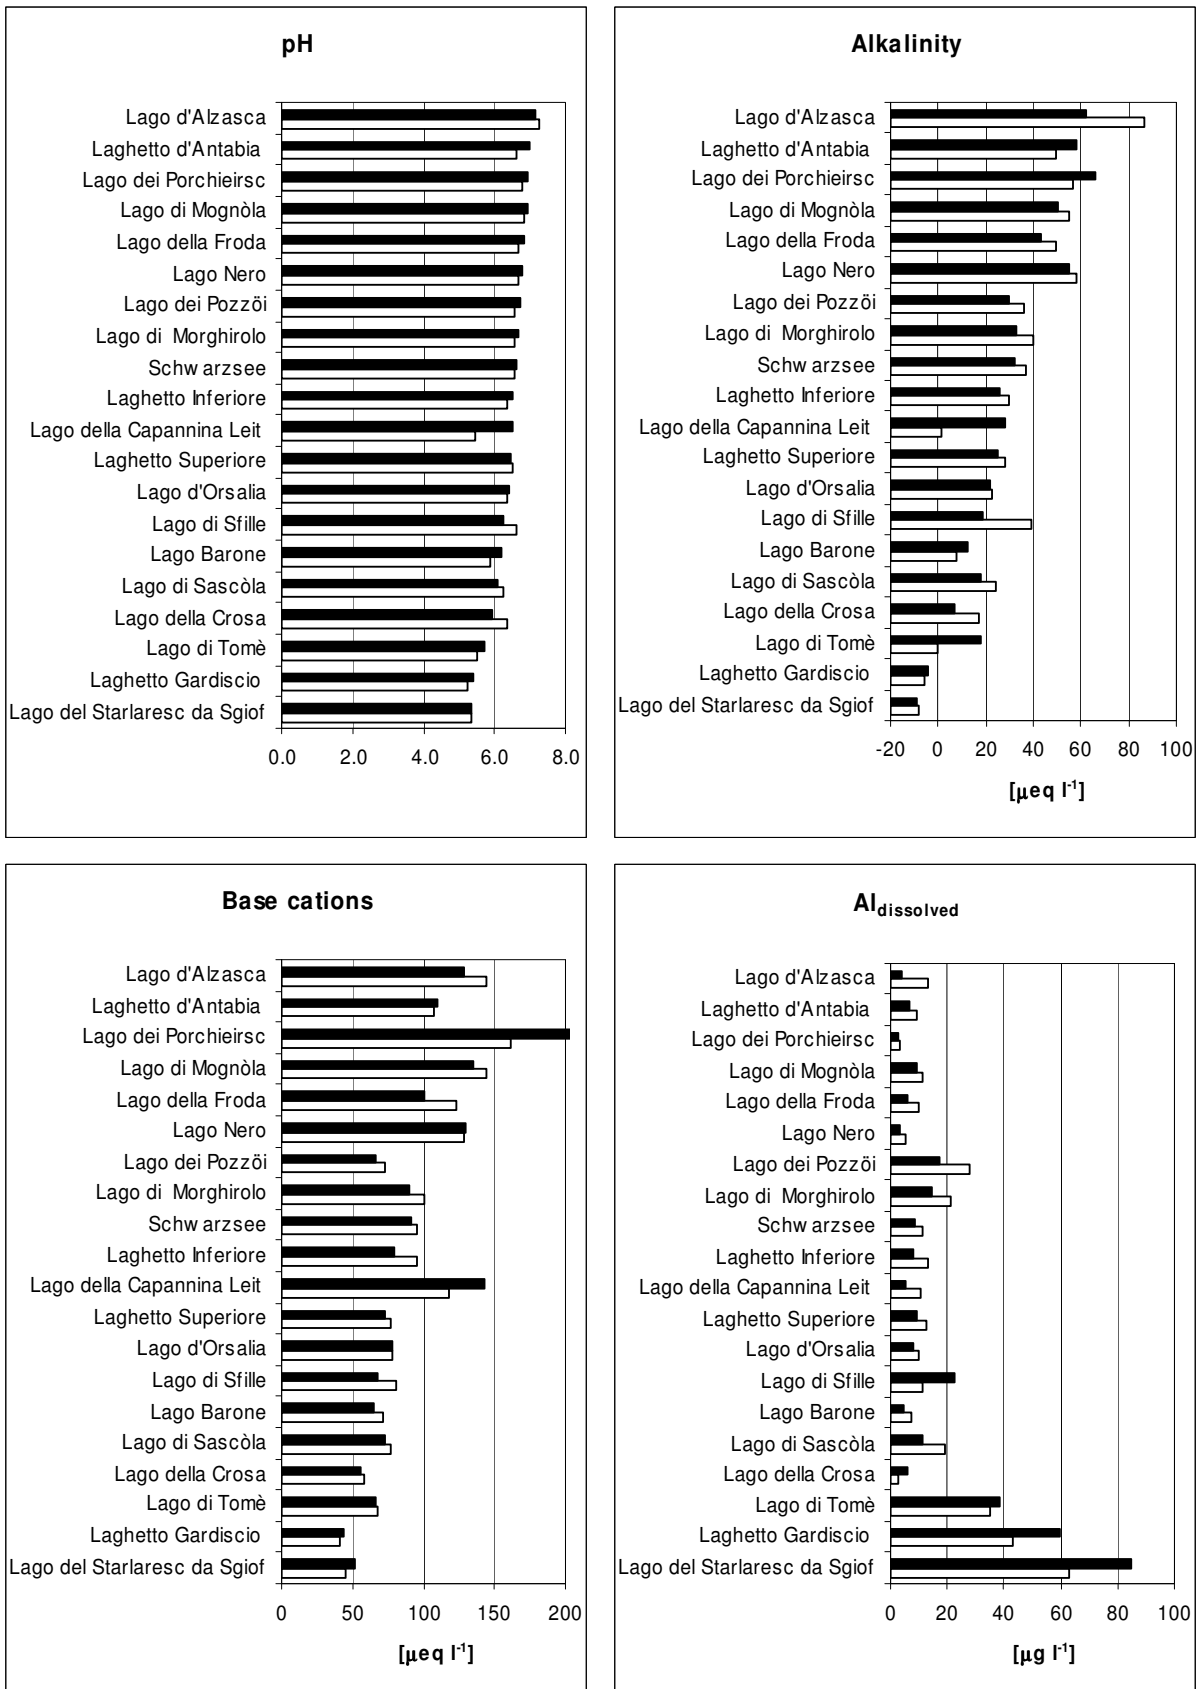 pH
Lago d'Alzasca
Laghetto d'Antabia
Lago dei Porchieirsc
Lago di Mognòla
Lago della Froda
Lago Nero
Lago dei Pozzöi
Lago di Morghirolo
Schw arzsee
Laghetto Inferiore
Lago della Capannina Leit
Laghetto Superiore
Lago d'Orsalia
Lago di Sfille
Lago Barone
Lago di Sascòla
Lago della Crosa
Lago di Tomè
Laghetto Gardiscio
Lago del Starlaresc da Sgiof
0.0 2.0 4.0 6.0 8.0
Alkalinity
Lago d'Alzasca
Laghetto d'Antabia
Lago dei Porchieirsc
Lago di Mognòla
Lago della Froda
Lago Nero
Lago dei Pozzöi
Lago di Morghirolo
Schw arzsee
Laghetto Inferiore
Lago della Capannina Leit
Laghetto Superiore
Lago d'Orsalia
Lago di Sfille
Lago Barone
Lago di Sascòla
Lago della Crosa
Lago di Tomè
Laghetto Gardiscio
Lago del Starlaresc da Sgiof
-20 0 20 40 60 80 100
[µeq l⁻¹]
Base cations
Lago d'Alzasca
Laghetto d'Antabia
Lago dei Porchieirsc
Lago di Mognòla
Lago della Froda
Lago Nero
Lago dei Pozzöi
Lago di Morghirolo
Schw arzsee
Laghetto Inferiore
Lago della Capannina Leit
Laghetto Superiore
Lago d'Orsalia
Lago di Sfille
Lago Barone
Lago di Sascòla
Lago della Crosa
Lago di Tomè
Laghetto Gardiscio
Lago del Starlaresc da Sgiof
0 50 100 150 200
[µeq l⁻¹]
Al dissolved
Lago d'Alzasca
Laghetto d'Antabia
Lago dei Porchieirsc
Lago di Mognòla
Lago della Froda
Lago Nero
Lago dei Pozzöi
Lago di Morghirolo
Schw arzsee
Laghetto Inferiore
Lago della Capannina Leit
Laghetto Superiore
Lago d'Orsalia
Lago di Sfille
Lago Barone
Lago di Sascòla
Lago della Crosa
Lago di Tomè
Laghetto Gardiscio
Lago del Starlaresc da Sgiof
0 20 40 60 80 100
[µg l⁻¹]